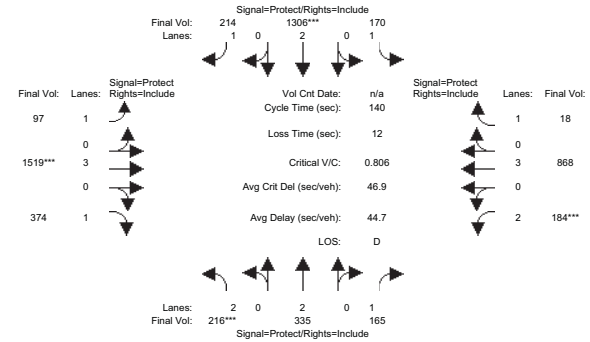 Signal=Protect/Rights=Include
Final Vol: 214 1306*** 170
Lanes: 1 0 2 0 1
Signal=Protect
Final Vol: Lanes: Rights=Include
Vol Cnt Date: n/a
Signal=Protect
Rights=Include Lanes: Final Vol:
Cycle Time (sec): 140
97 1
1 18
Loss Time (sec): 12
0
0
1519*** 3
Critical V/C: 0.806
3 868
0
Avg Crit Del (sec/veh): 46.9
0
374 1
Avg Delay (sec/veh): 44.7
2 184***
LOS: D
Lanes: 2 0 2 0 1
Final Vol: 216*** 335 165
Signal=Protect/Rights=Include